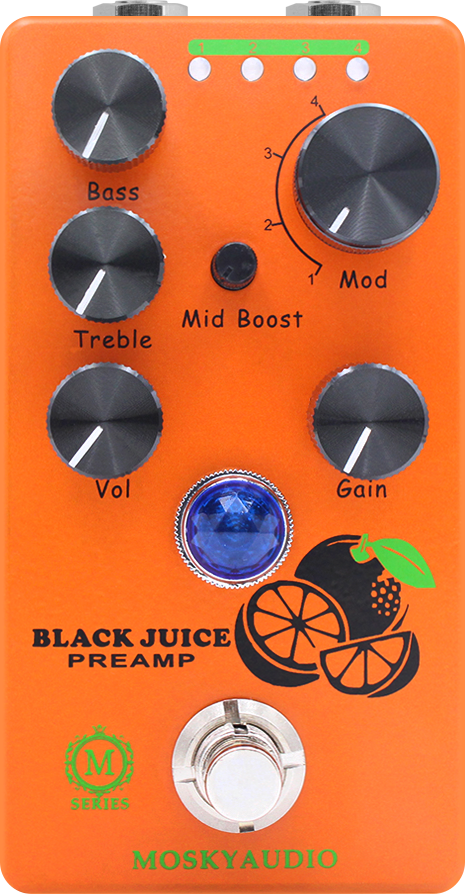 1 2 3 4
Bass
4
3
2
1
Mod
Treble
Mid Boost
Vol
Gain
BLACK JUICE
PREAMP
M
SERIES
MOSKYAUDIO